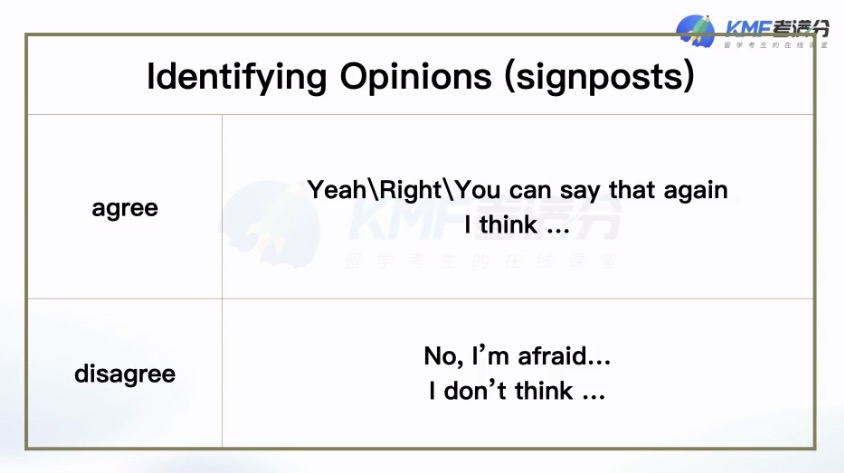 KMF考满分
留学考生的在线课堂
Identifying Opinions (signposts)
agree
Yeah\Right\You can say that again
I think ...
KMF考满分
留学考生的在线课堂
disagree
No, I'm afraid...
I don't think ...